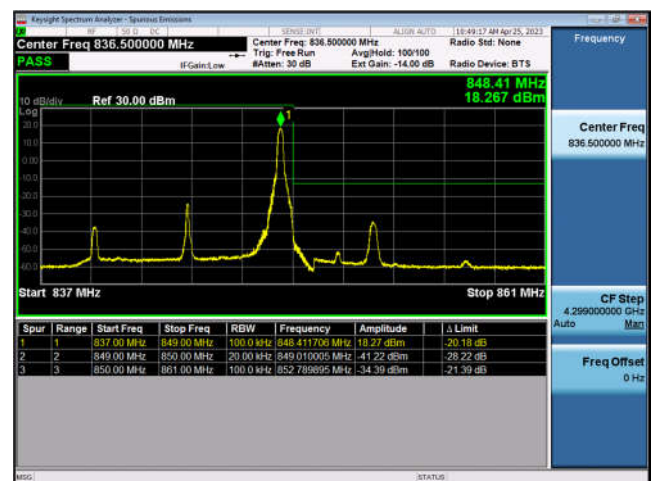 Keysight Spectrum Analyzer - Spurious Emissions
RF 50 Ω DC SENSE:INT ALIGN AUTO 10:49:17 AM Apr 25, 2023
Center Freq 836.500000 MHz
Center Freq: 836.500000 MHz Radio Std: None
Trig: Free Run Avg|Hold: 100/100
PASS IFGain:Low #Atten: 30 dB Ext Gain: -14.00 dB Radio Device: BTS
848.41 MHz
10 dB/div Ref 30.00 dBm 18.267 dBm
Log
20.0
10.0
0.00
-10.0
-20.0
-30.0
-40.0
-50.0
-60.0
1
Start 837 MHz Stop 861 MHz
Spur Range Start Freq Stop Freq RBW Frequency Amplitude Δ Limit
1 1 837.00 MHz 849.00 MHz 100.0 kHz 848.411706 MHz 18.27 dBm -20.18 dB
2 2 849.00 MHz 850.00 MHz 20.00 kHz 849.010005 MHz -41.22 dBm -28.22 dB
3 3 850.00 MHz 861.00 MHz 100.0 kHz 852.789895 MHz -34.39 dBm -21.39 dB
MSG STATUS
Frequency
Center Freq
836.500000 MHz
CF Step
4.299000000 GHz
Auto Man
Freq Offset
0 Hz